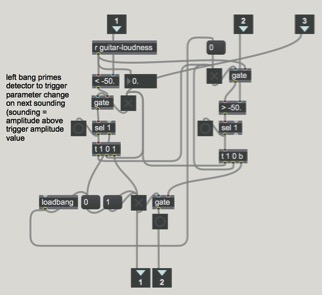 1
2
3
r guitar-loudness
0
< -50.
0.
gate
left bang primes
detector to trigger
parameter change
on next sounding
(sounding =
amplitude above
trigger amplitude
value
gate
> -50.
sel 1
sel 1
t 1 0 1
t 1 0 b
loadbang
0
1
gate
1
2